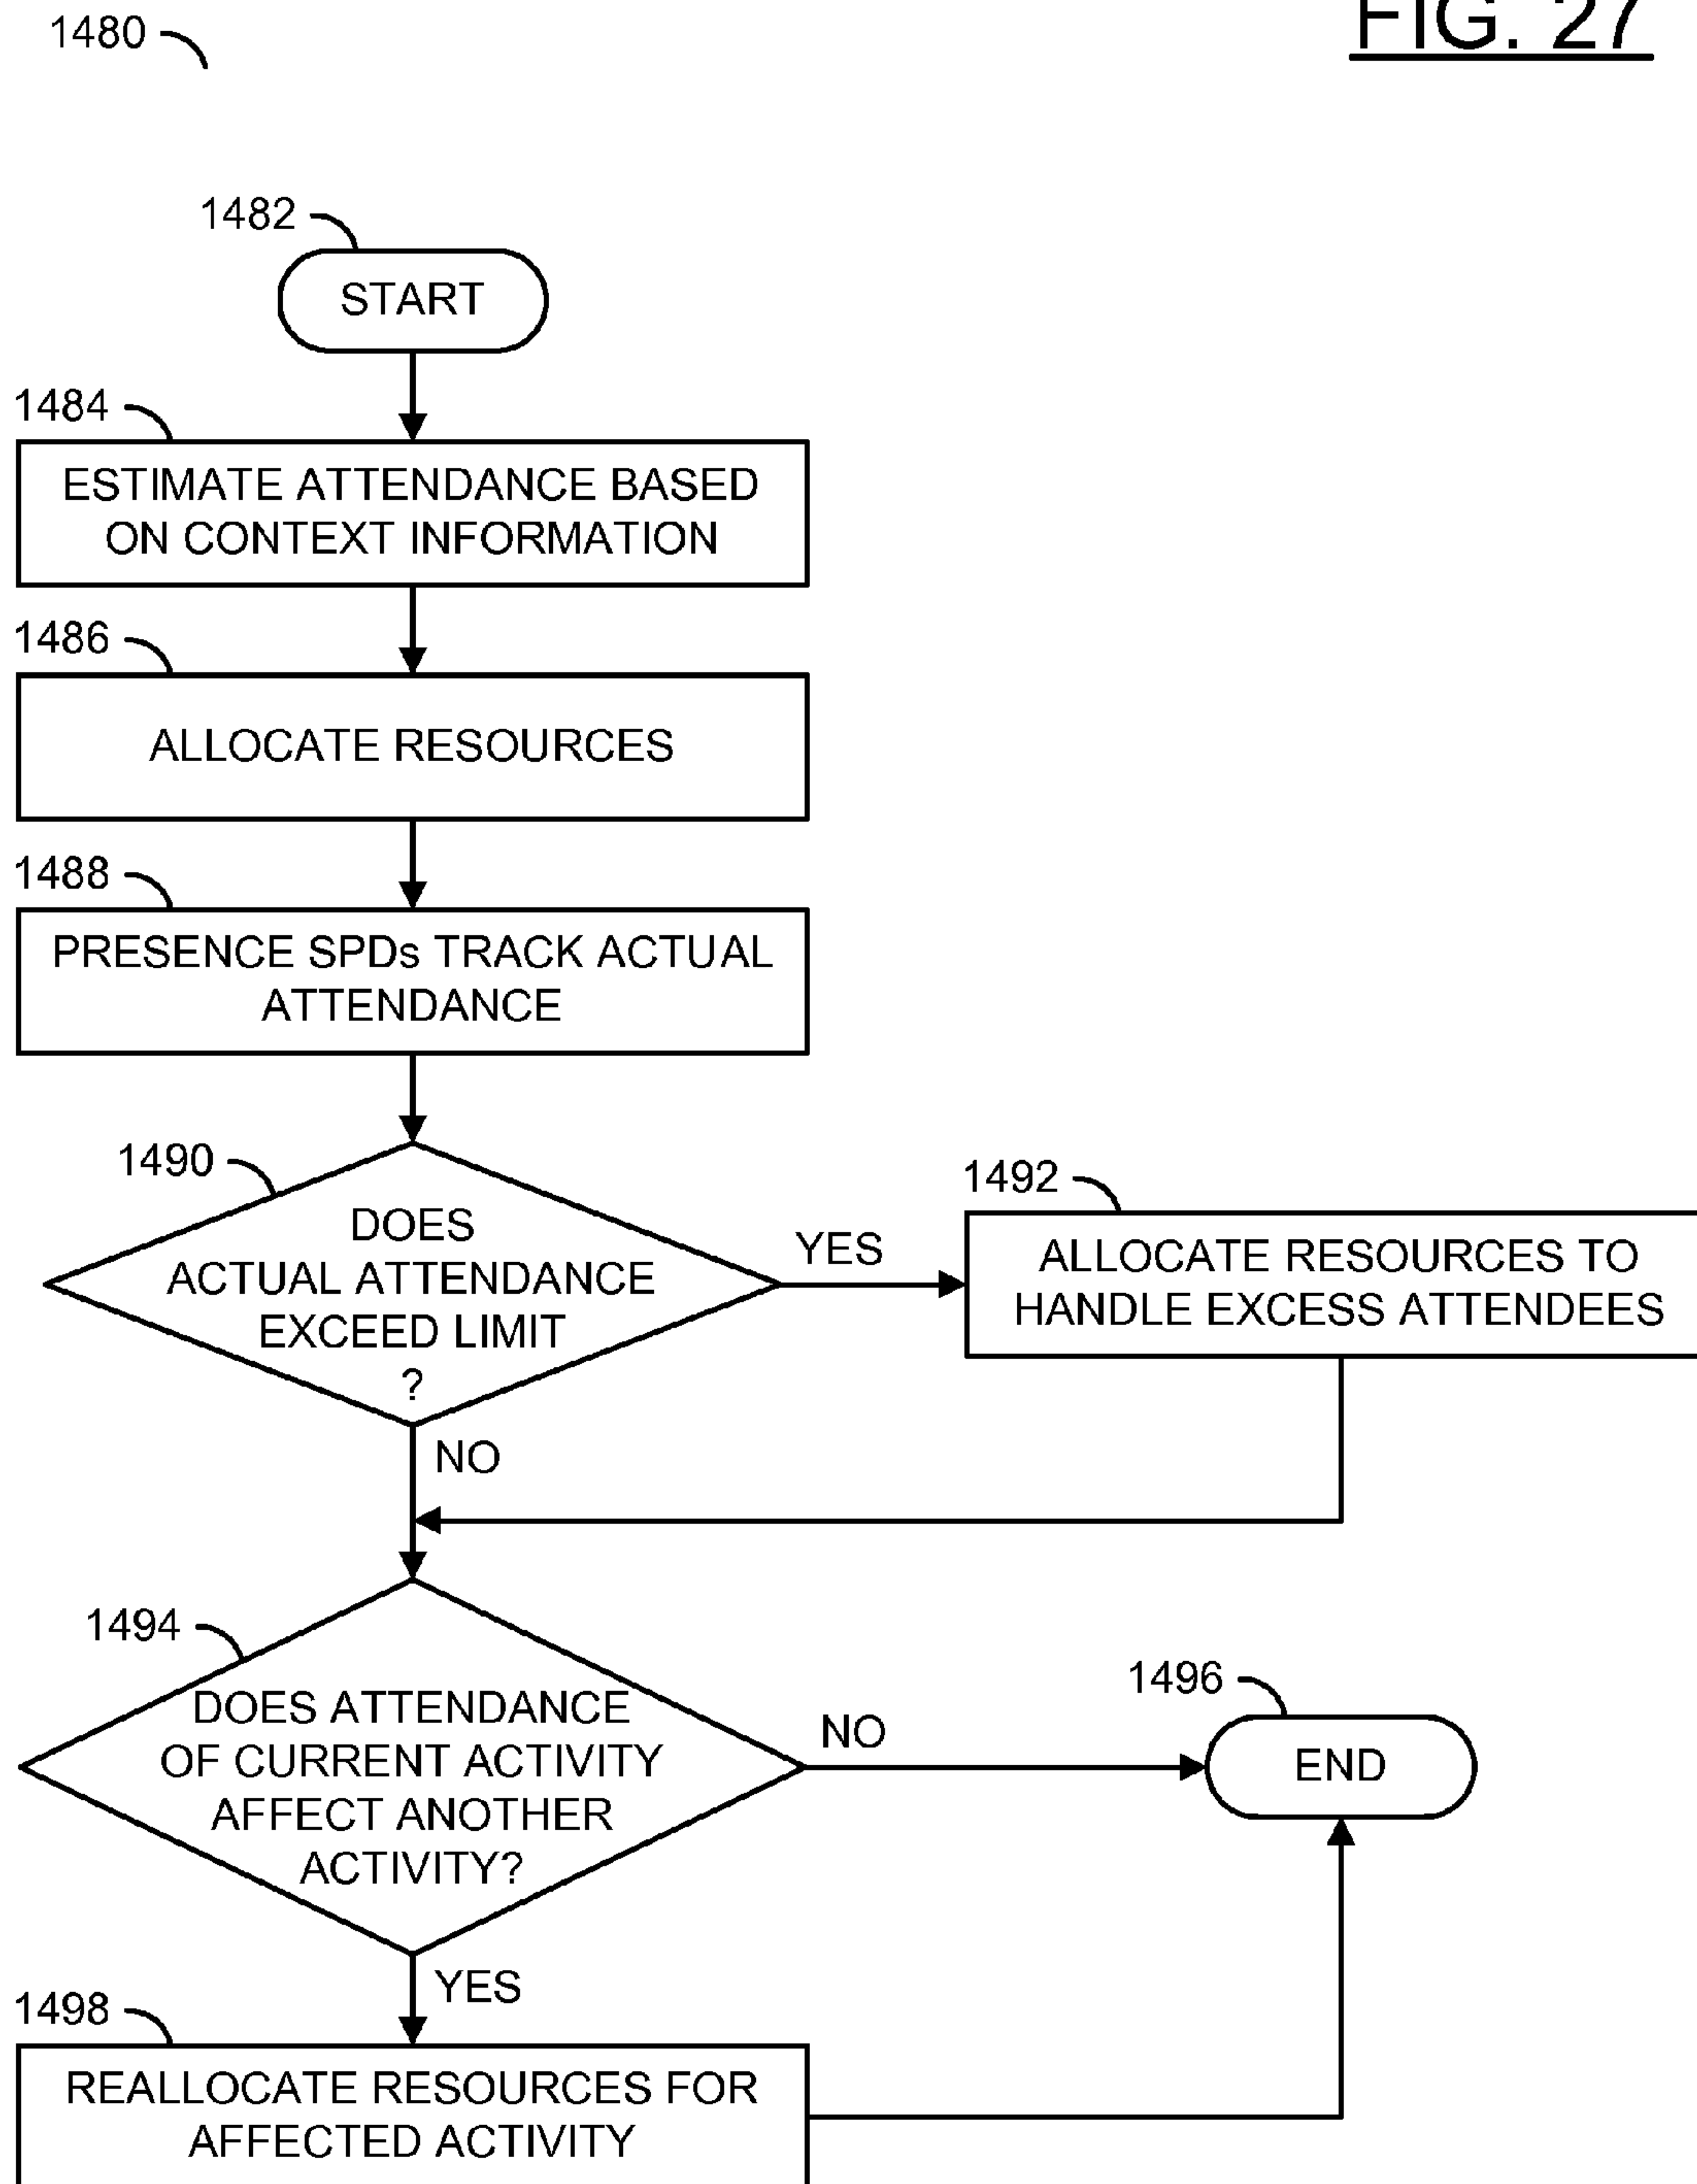 1480
FIG. 27
1482
START
1484
ESTIMATE ATTENDANCE BASED
ON CONTEXT INFORMATION
1486
ALLOCATE RESOURCES
1488
PRESENCE SPDs TRACK ACTUAL
ATTENDANCE
1490
DOES
ACTUAL ATTENDANCE
EXCEED LIMIT
?
YES
1492
ALLOCATE RESOURCES TO
HANDLE EXCESS ATTENDEES
NO
1494
DOES ATTENDANCE
OF CURRENT ACTIVITY
AFFECT ANOTHER
ACTIVITY?
NO
1496
END
YES
1498
REALLOCATE RESOURCES FOR
AFFECTED ACTIVITY